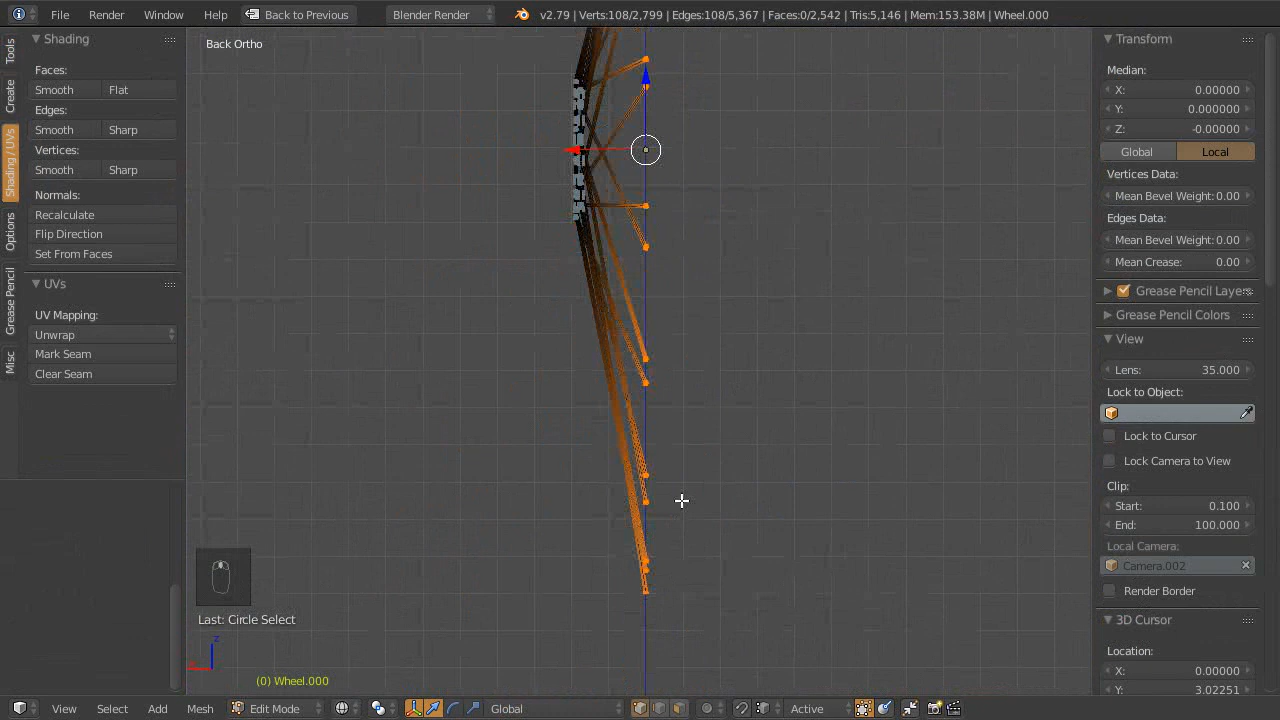 File Render Window Help Back to Previous Blender Render v2.79 | Verts:108/2,799 | Edges:108/5,367 | Faces:0/2,542 | Tris:5,146 | Mem:153.38M | Wheel.000
Tools
Create
Shading / UVs
Options
Grease Pencil
Misc
Shading
Faces:
Smooth Flat
Edges:
Smooth Sharp
Vertices:
Smooth Sharp
Normals:
Recalculate
Flip Direction
Set From Faces
UVs
UV Mapping:
Unwrap
Mark Seam
Clear Seam
Back Ortho
Last: Circle Select
z
(0) Wheel.000
Transform
Median:
X: 0.00000
Y: 0.000000
Z: -0.00000
Global Local
Vertices Data:
Mean Bevel Weight: 0.00
Edges Data:
Mean Bevel Weight: 0.00
Mean Crease: 0.00
Grease Pencil Layers
Grease Pencil Colors
View
Lens: 35.000
Lock to Object:
Lock to Cursor
Lock Camera to View
Clip:
Start: 0.100
End: 100.000
Local Camera:
Camera.002
Render Border
3D Cursor
Location:
X: 0.00000
Y: 3.02251
View Select Add Mesh Edit Mode Global Active